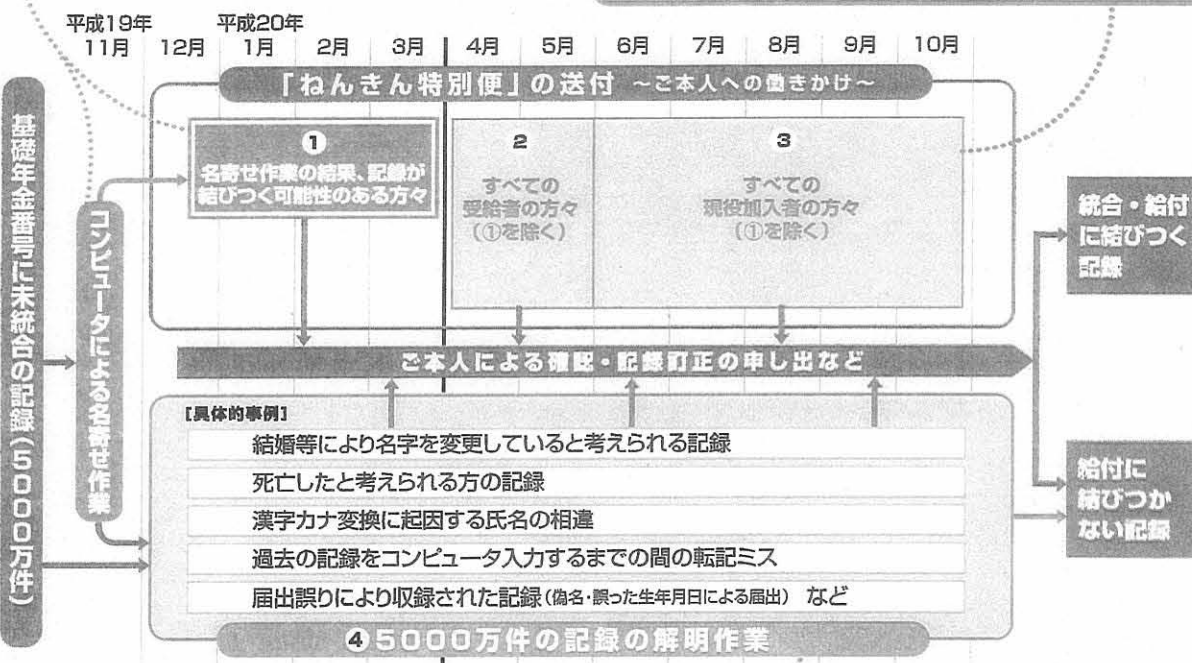 平成19年 平成20年
11月 12月 1月 2月 3月 4月 5月 6月 7月 8月 9月 10月
「ねんきん特別便」の送付 ~ご本人への働きかけ~
基礎年金番号に未統合の記録(5000万件)
コンピュータによる名寄せ作業
①
名寄せ作業の結果、記録が
結びつく可能性のある方々
2
すべての
受給者の方々
(①を除く)
3
すべての
現役加入者の方々
(①を除く)
ご本人による確認・記録訂正の申し出など
統合・給付
に結びつく
記録
給付に
結びつか
ない記録
[具体的事例]
結婚等により名字を変更していると考えられる記録
死亡したと考えられる方の記録
漢字カナ変換に起因する氏名の相違
過去の記録をコンピュータ入力するまでの間の転記ミス
届出誤りにより収録された記録(偽名・誤った生年月日による届出) など
④5000万件の記録の解明作業